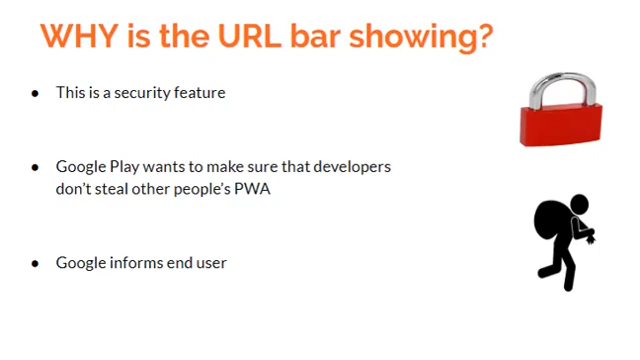 WHY is the URL bar showing?
● This is a security feature
● Google Play wants to make sure that developers
don't steal other people's PWA
● Google informs end user